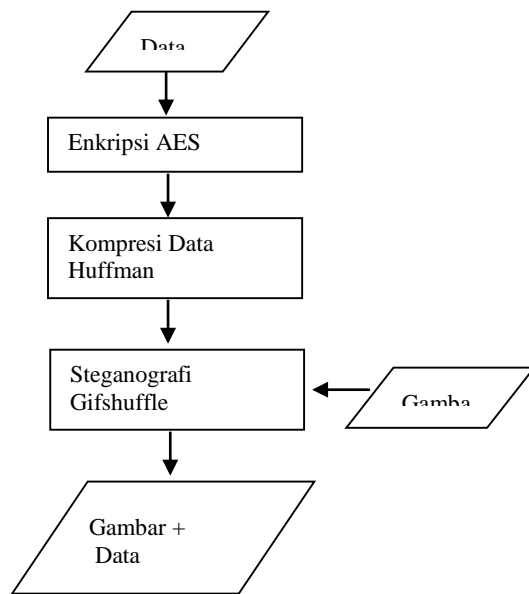 Data
Enkripsi AES
Kompresi Data
Huffman
Steganografi
Gifshuffle
Gamba
Gambar +
Data